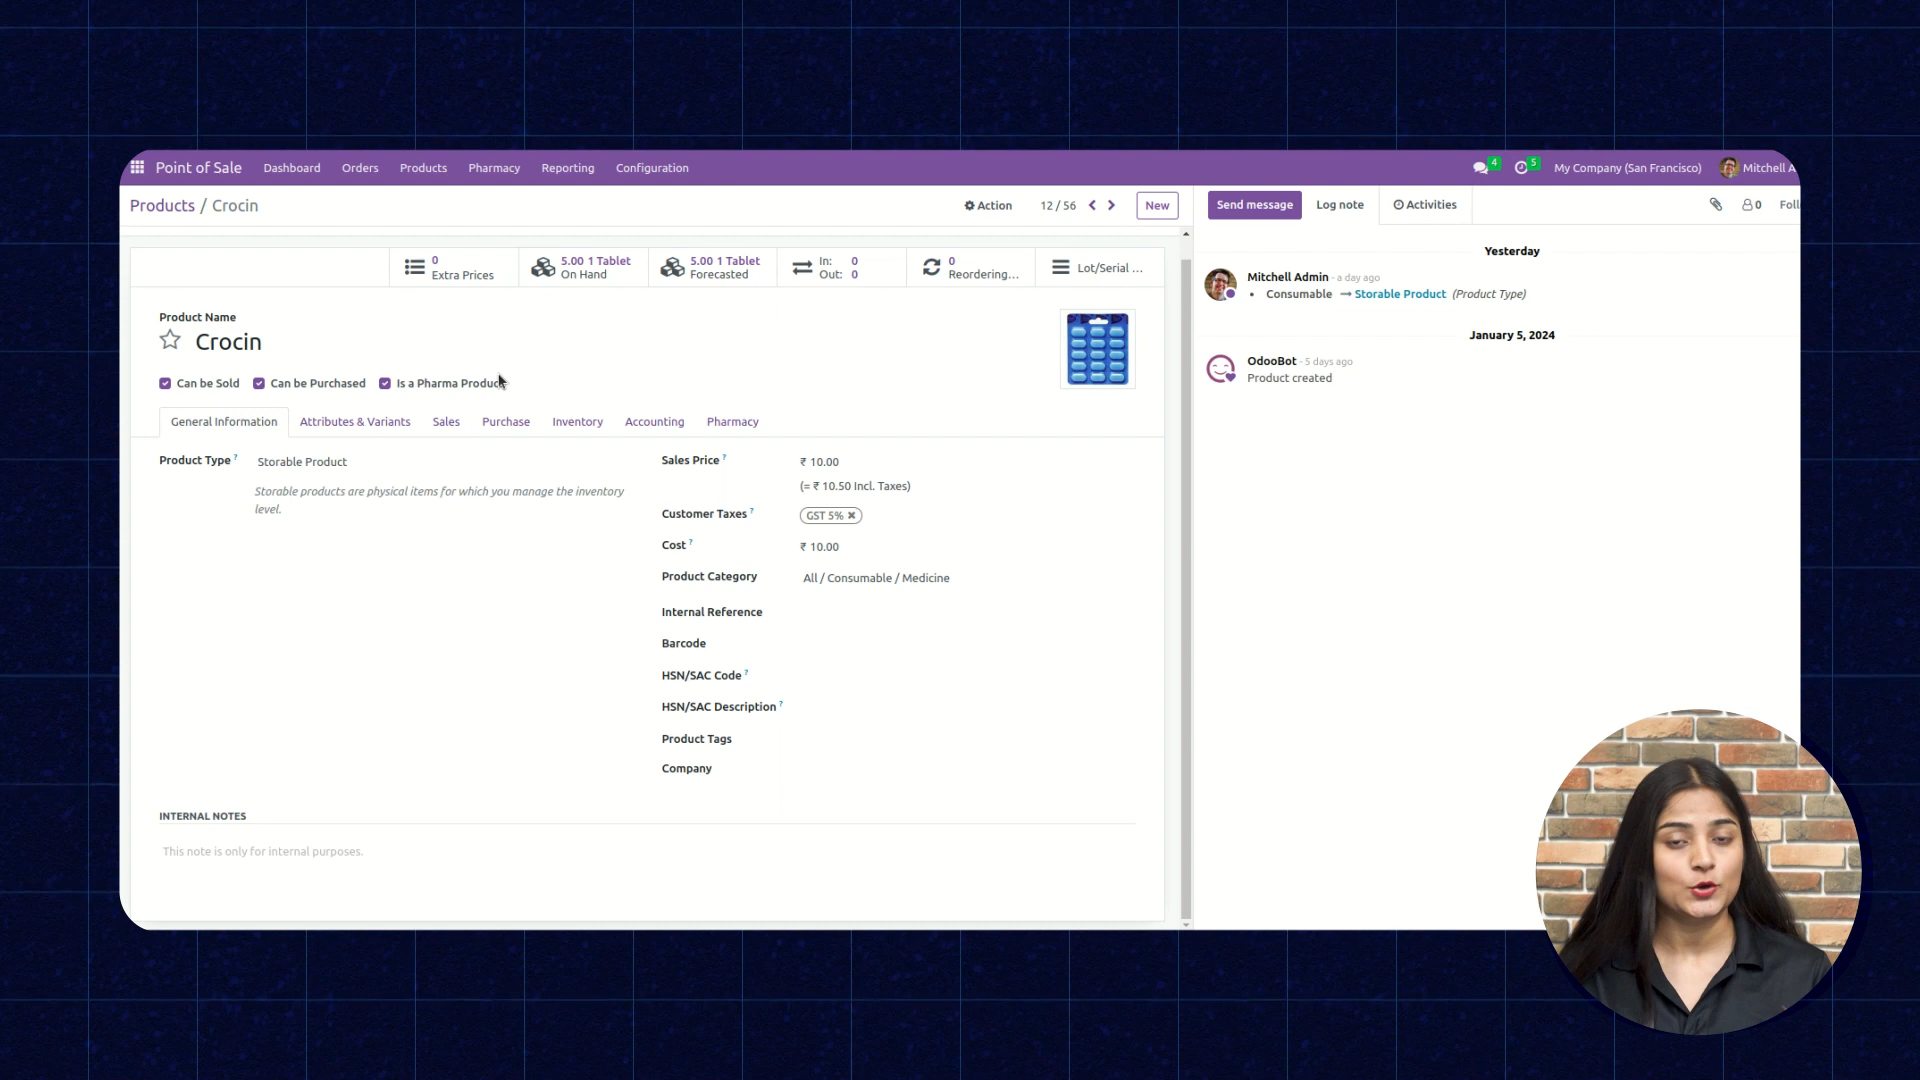 Point of Sale Dashboard Orders Products Pharmacy Reporting Configuration 4 5 My Company (San Francisco) Mitchell A
Products / Crocin Action 12 / 56 New
Send message Log note Activities 0 Foll
0
Extra Prices
5.00 1 Tablet
On Hand
5.00 1 Tablet
Forecasted
In: 0
Out: 0
0
Reordering...
Lot/Serial ...
Product Name
Crocin
Can be Sold Can be Purchased Is a Pharma Product
General Information Attributes & Variants Sales Purchase Inventory Accounting Pharmacy
Product Type ? Storable Product
Storable products are physical items for which you manage the inventory
level.
Sales Price ? ₹ 10.00
(= ₹ 10.50 Incl. Taxes)
Customer Taxes ? GST 5% ✖
Cost ? ₹ 10.00
Product Category All / Consumable / Medicine
Internal Reference
Barcode
HSN/SAC Code ?
HSN/SAC Description ?
Product Tags
Company
INTERNAL NOTES
This note is only for internal purposes.
Yesterday
Mitchell Admin - a day ago
• Consumable → Storable Product (Product Type)
January 5, 2024
OdooBot - 5 days ago
Product created